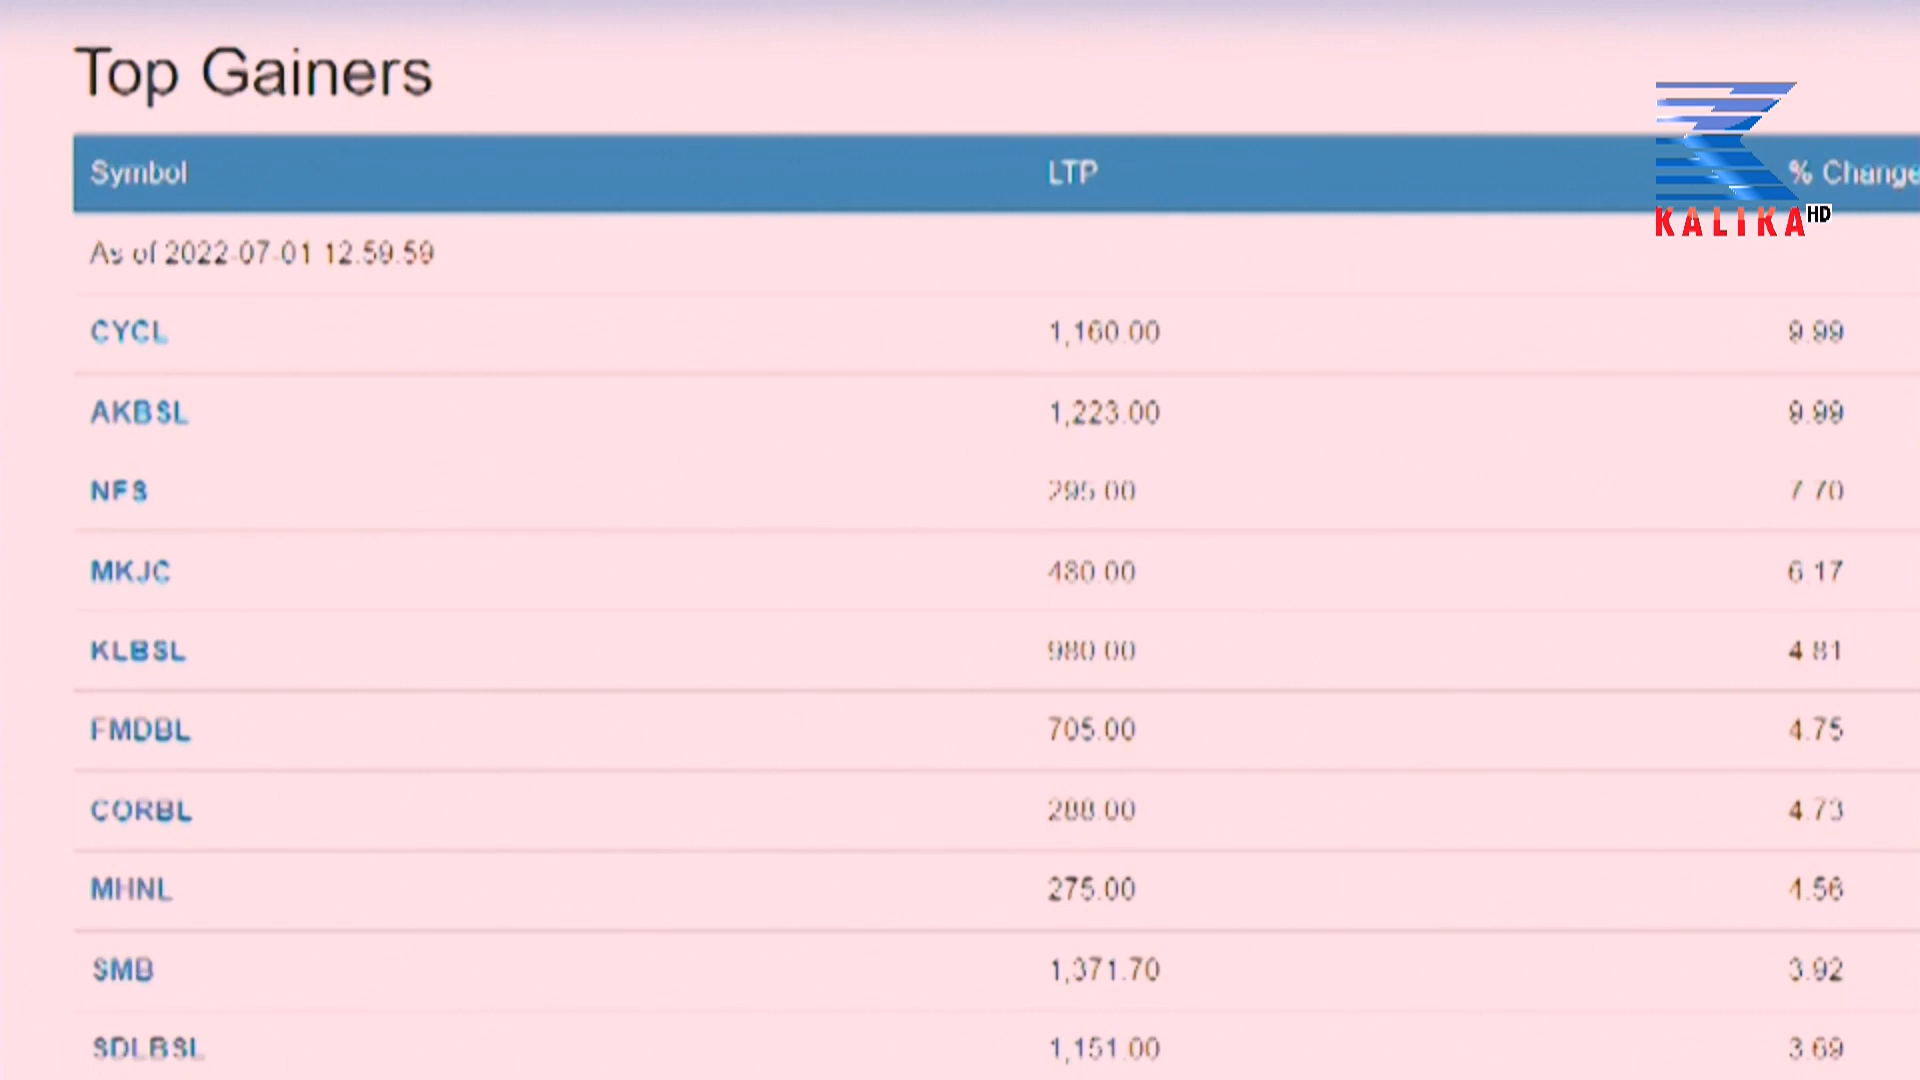 Top Gainers
Symbol LTP % Change
As of 2022-07-01 12:59:59
CYCL 1,160.00 9.99
AKBSL 1,223.00 9.99
NFS 295.00 7.70
MKJC 480.00 6.17
KLBSL 980.00 4.81
FMDBL 705.00 4.75
CORBL 288.00 4.73
MHNL 275.00 4.56
SMB 1,371.70 3.92
SDLBSL 1,151.00 3.69
KALIKA HD